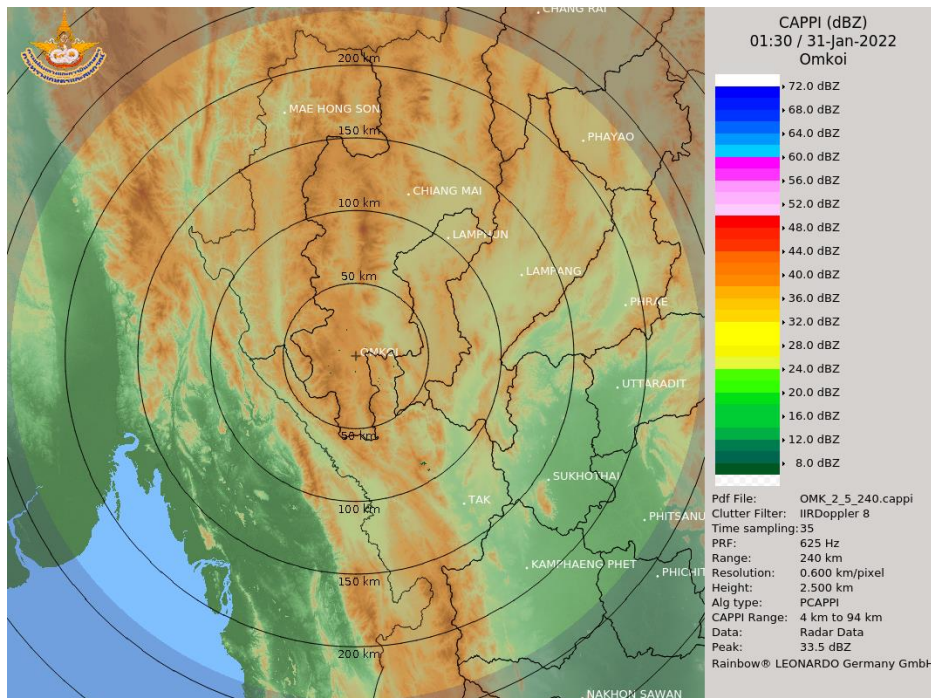 CAPPI (dBZ)
01:30 / 31-Jan-2022
Omkoi
72.0 dBZ
68.0 dBZ
64.0 dBZ
60.0 dBZ
56.0 dBZ
52.0 dBZ
48.0 dBZ
44.0 dBZ
40.0 dBZ
36.0 dBZ
32.0 dBZ
28.0 dBZ
24.0 dBZ
20.0 dBZ
16.0 dBZ
12.0 dBZ
8.0 dBZ
Pdf File: OMK_2_5_240.cappi
Clutter Filter: IIRDoppler 8
Time sampling: 35
PRF: 625 Hz
Range: 240 km
Resolution: 0.600 km/pixel
Height: 2.500 km
Alg type: PCAPPI
CAPPI Range: 4 km to 94 km
Data: Radar Data
Peak: 33.5 dBZ
Rainbow® LEONARDO Germany GmbH
CHANG RAI
200 km
MAE HONG SON
150 km
PHAYAO
CHIANG MAI
100 km
LAMPHUN
50 km
LAMPANG
PHRAE
OMKOI
UTTARADIT
50 km
SUKHOTHAI
TAK
100 km
PHITSANU
KAMPHAENG PHET
PHICHIT
150 km
200 km
NAKHON SAWAN